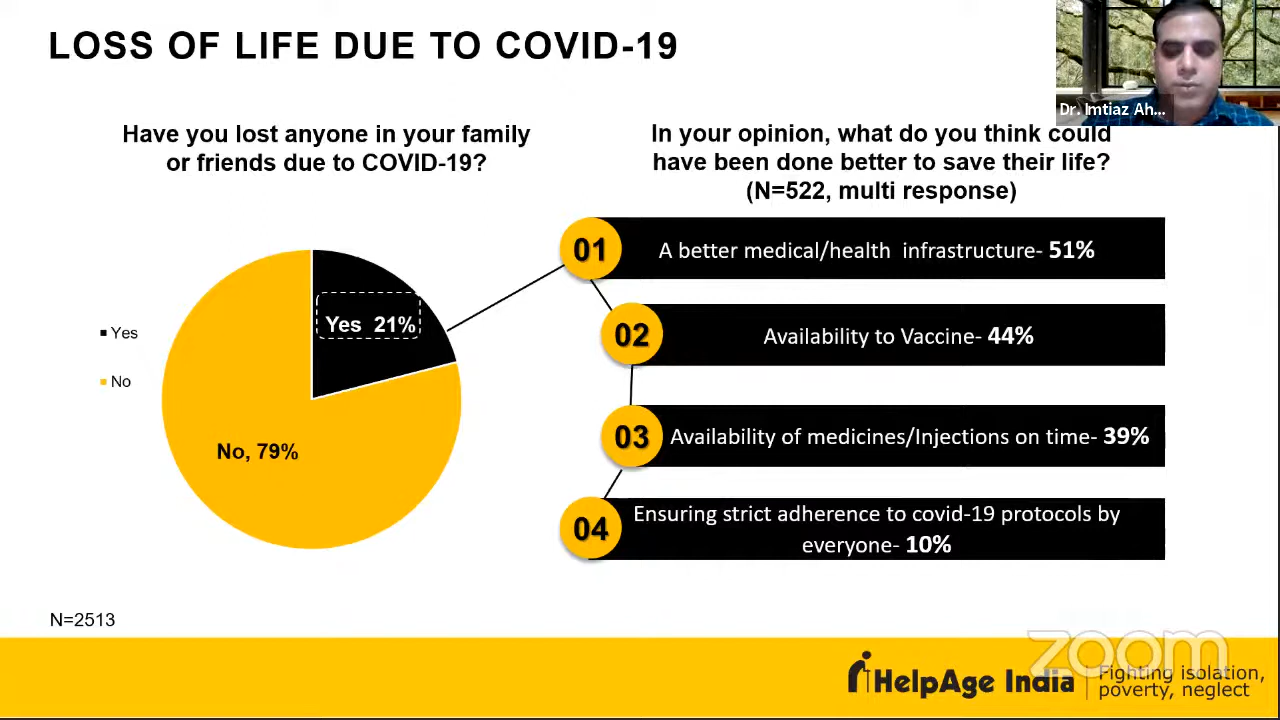 LOSS OF LIFE DUE TO COVID-19
Dr. Imtiaz Ah...
Have you lost anyone in your family
or friends due to COVID-19?
Yes
No
Yes 21%
No, 79%
In your opinion, what do you think could
have been done better to save their life?
(N=522, multi response)
01
A better medical/health infrastructure- 51%
02
Availability to Vaccine- 44%
03
Availability of medicines/Injections on time- 39%
04
Ensuring strict adherence to covid-19 protocols by
everyone- 10%
N=2513
zoom
HelpAge India
Fighting isolation,
poverty, neglect